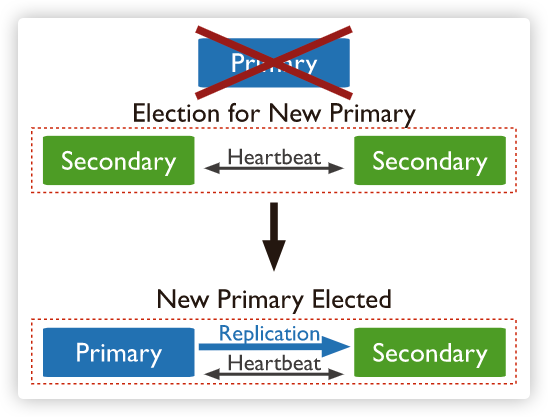 Primary
Election for New Primary
Secondary Heartbeat Secondary
New Primary Elected
Replication
Primary Heartbeat Secondary